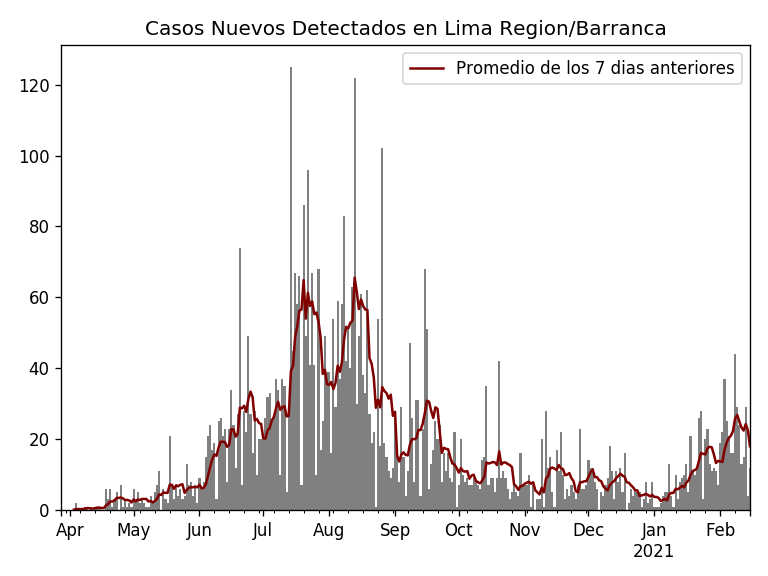 Casos Nuevos Detectados en Lima Region/Barranca
Promedio de los 7 dias anteriores
120
100
80
60
40
20
0
Apr May Jun Jul Aug Sep Oct Nov Dec Jan Feb
2021